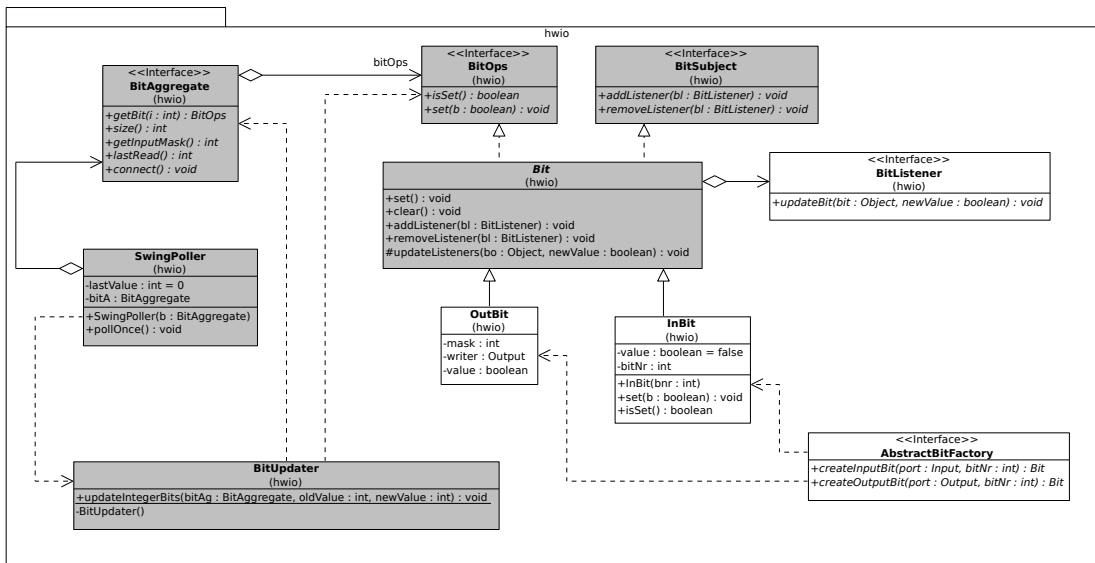 hwio
<<Interface>>
BitAggregate
(hwio)
+getBit(i : int) : BitOps
+size() : int
+getInputMask() : int
+lastRead() : int
+connect() : void
bitOps
<<Interface>>
BitOps
(hwio)
+isSet() : boolean
+set(b : boolean) : void
<<Interface>>
BitSubject
(hwio)
+addListener(bl : BitListener) : void
+removeListener(bl : BitListener) : void
Bit
(hwio)
+set() : void
+clear() : void
+addListener(bl : BitListener) : void
+removeListener(bl : BitListener) : void
#updateListeners(bo : Object, newValue : boolean) : void
<<Interface>>
BitListener
(hwio)
+updateBit(bit : Object, newValue : boolean) : void
SwingPoller
(hwio)
-lastValue : int = 0
-bitA : BitAggregate
+SwingPoller(b : BitAggregate)
+pollOnce() : void
OutBit
(hwio)
-mask : int
-writer : Output
-value : boolean
InBit
(hwio)
-value : boolean = false
-bitNr : int
+InBit(bnr : int)
+set(b : boolean) : void
+isSet() : boolean
<<Interface>>
AbstractBitFactory
(hwio)
+createInputBit(port : Input, bitNr : int) : Bit
+createOutputBit(port : Output, bitNr : int) : Bit
BitUpdater
(hwio)
+updateIntegerBits(bitAg : BitAggregate, oldValue : int, newValue : int) : void
-BitUpdater()